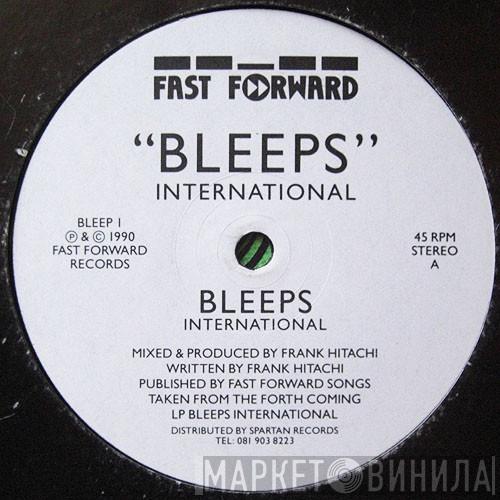 FAST FORWARD
"BLEEPS"
INTERNATIONAL
BLEEP 1
Ⓟ & © 1990
FAST FORWARD
RECORDS
45 RPM
STEREO
A
BLEEPS
INTERNATIONAL
MIXED & PRODUCED BY FRANK HITACHI
WRITTEN BY FRANK HITACHI
PUBLISHED BY FAST FORWARD SONGS
TAKEN FROM THE FORTH COMING
LP BLEEPS INTERNATIONAL
DISTRIBUTED BY SPARTAN RECORDS
TEL: 081 903 8223
МАРКЕТ ВИНИЛА